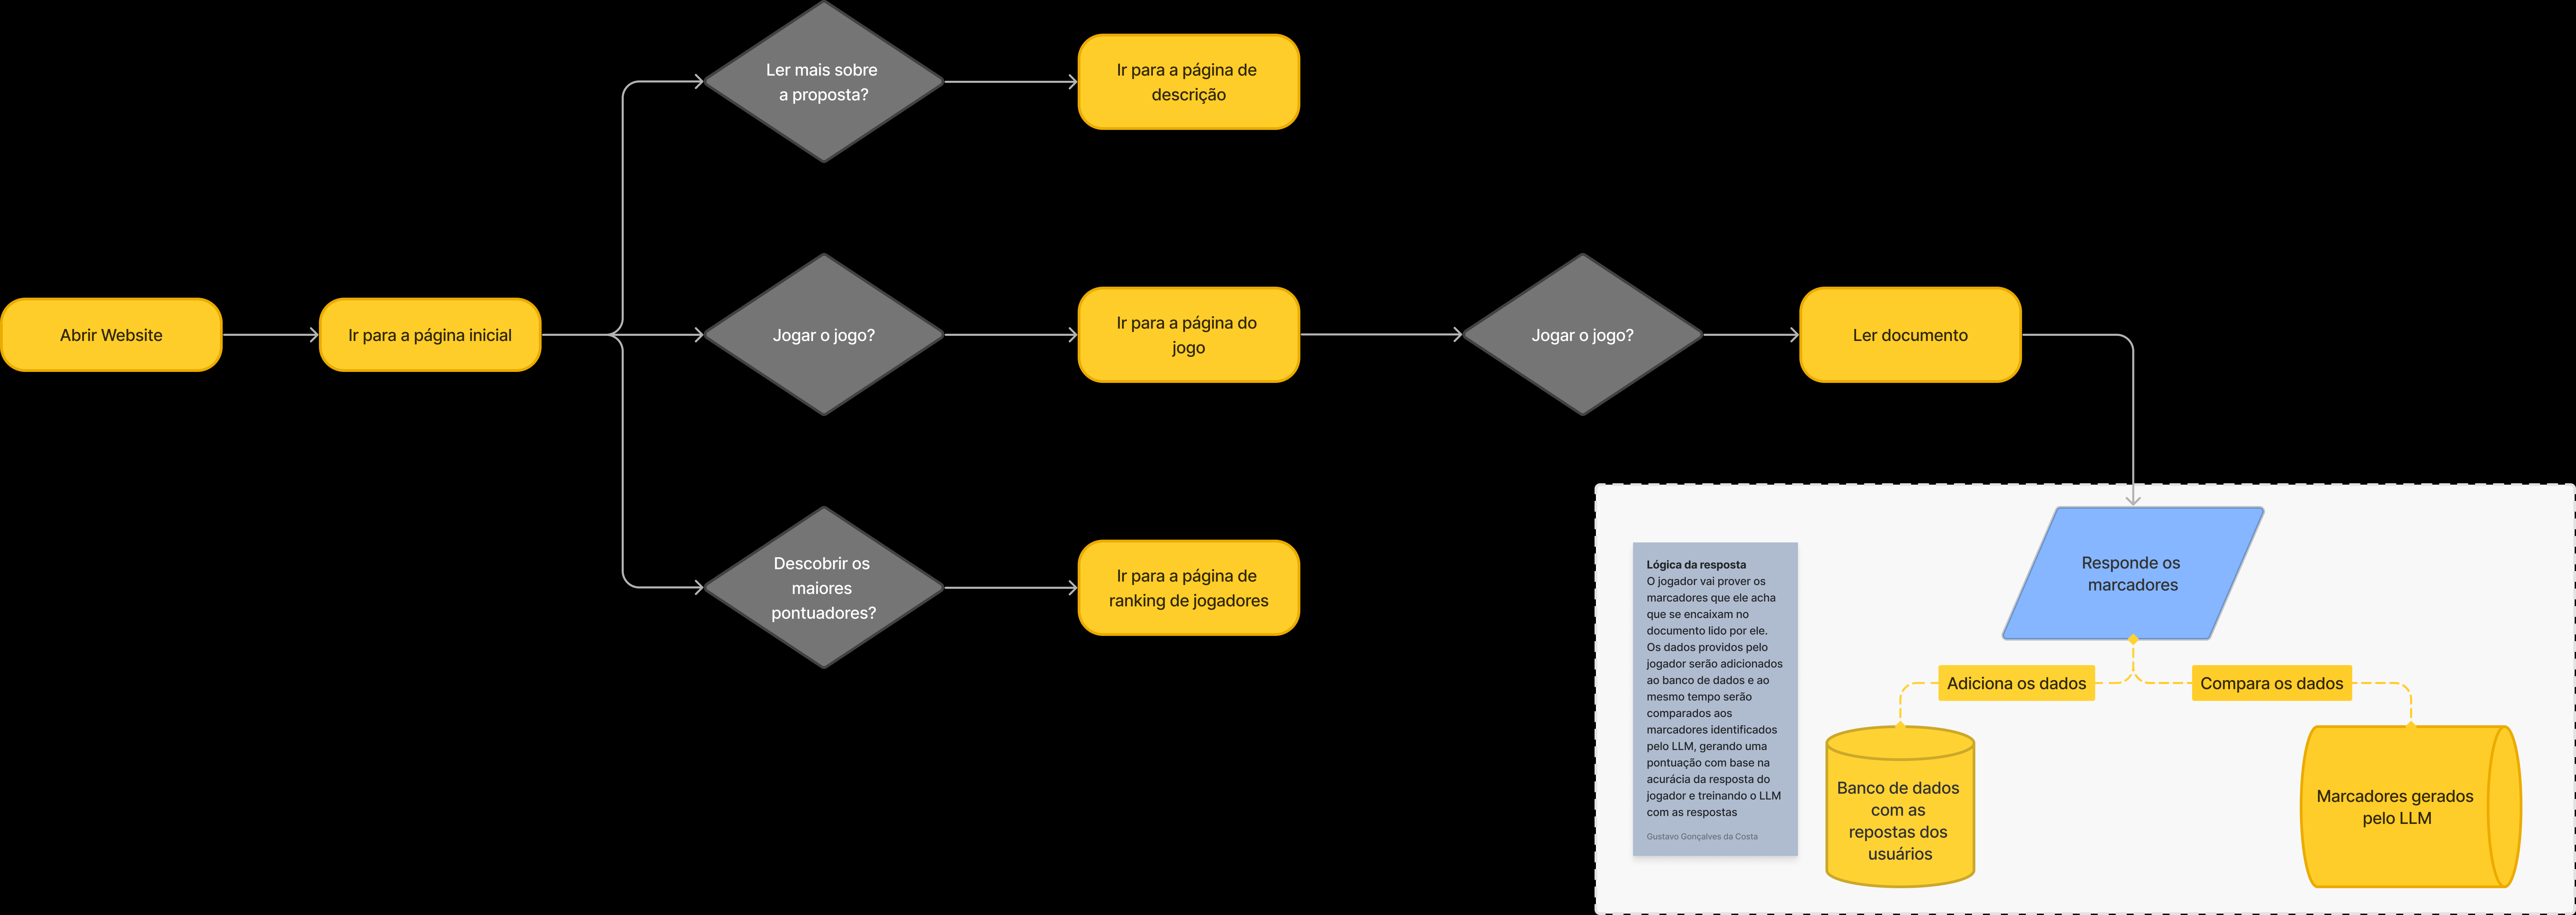 Ler mais sobre
a proposta?
Ir para a página de
descrição
Abrir Website
Ir para a página inicial
Jogar o jogo?
Ir para a página do
jogo
Jogar o jogo?
Ler documento
Descobrir os
maiores
pontuadores?
Ir para a página de
ranking de jogadores
Lógica da resposta
O jogador vai prover os
marcadores que ele acha
que se encaixam no
documento lido por ele.
Os dados providos pelo
jogador serão adicionados
ao banco de dados e ao
mesmo tempo serão
comparados aos
marcadores identificados
pelo LLM, gerando uma
pontuação com base na
acurácia da resposta do
jogador e treinando o LLM
com as respostas
Gustavo Gonçalves da Costa
Responde os
marcadores
Adiciona os dados
Compara os dados
Banco de dados
com as
repostas dos
usuários
Marcadores gerados
pelo LLM